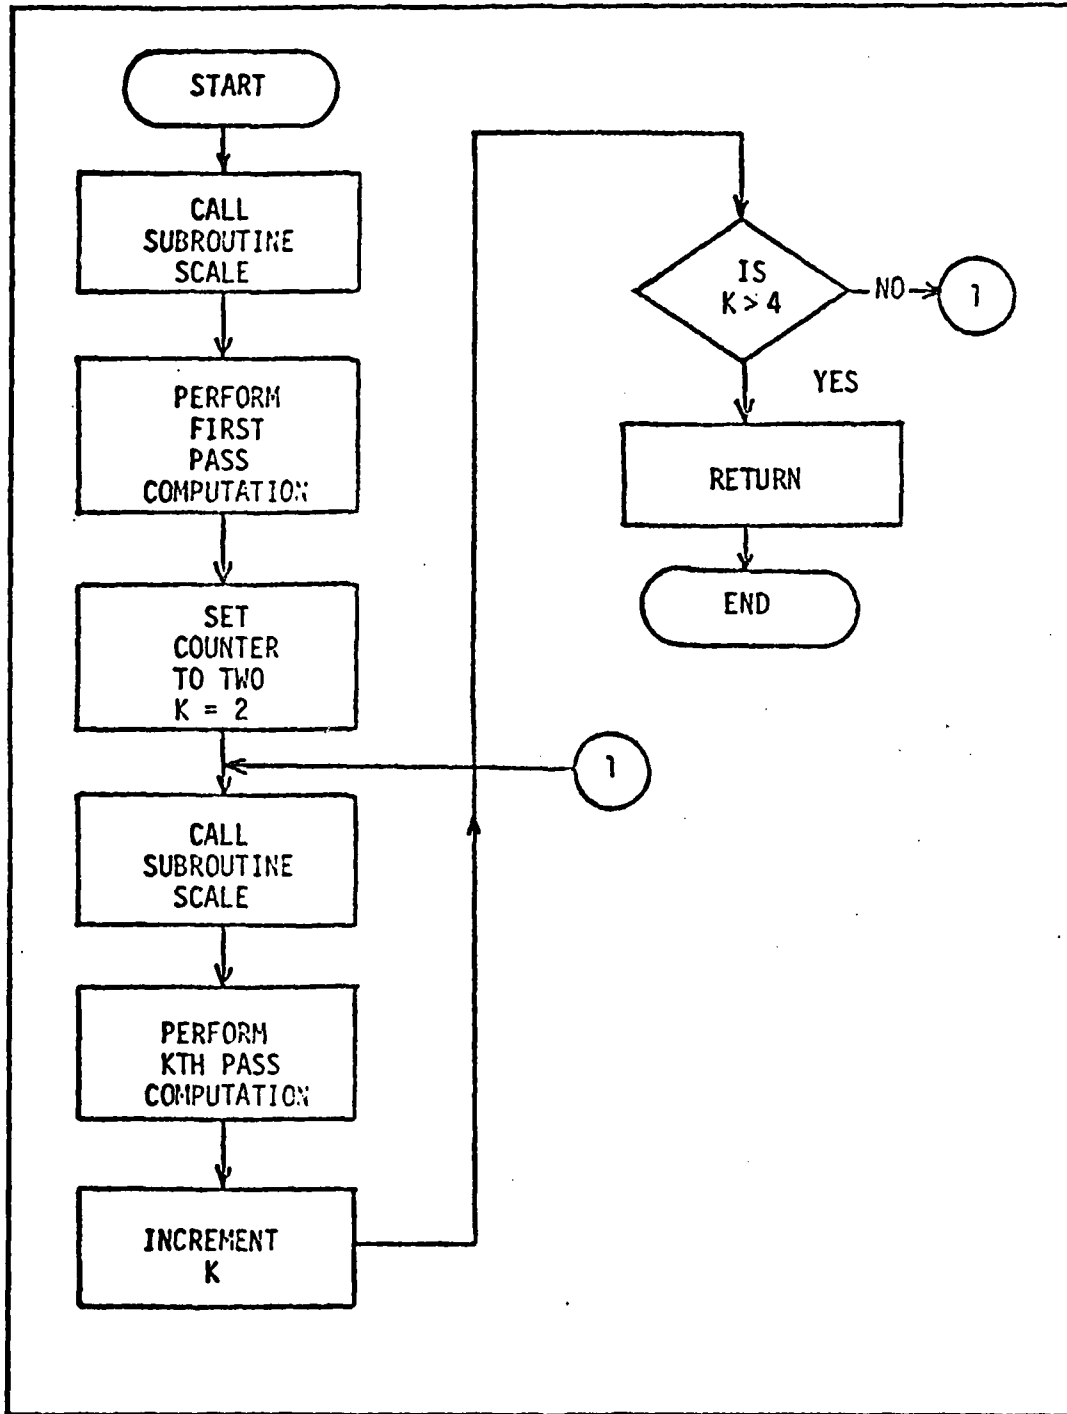 START
CALL
SUBROUTINE
SCALE
PERFORM
FIRST
PASS
COMPUTATION
SET
COUNTER
TO TWO
K = 2
1
CALL
SUBROUTINE
SCALE
PERFORM
KTH PASS
COMPUTATION
INCREMENT
K
IS
K > 4
NO
1
YES
RETURN
END